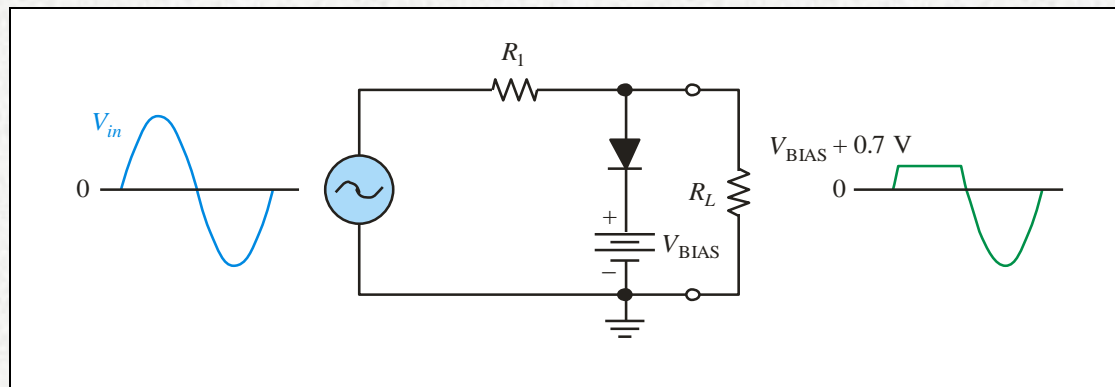 R1
Vin
0
+
VBIAS
−
RL
VBIAS + 0.7 V
0